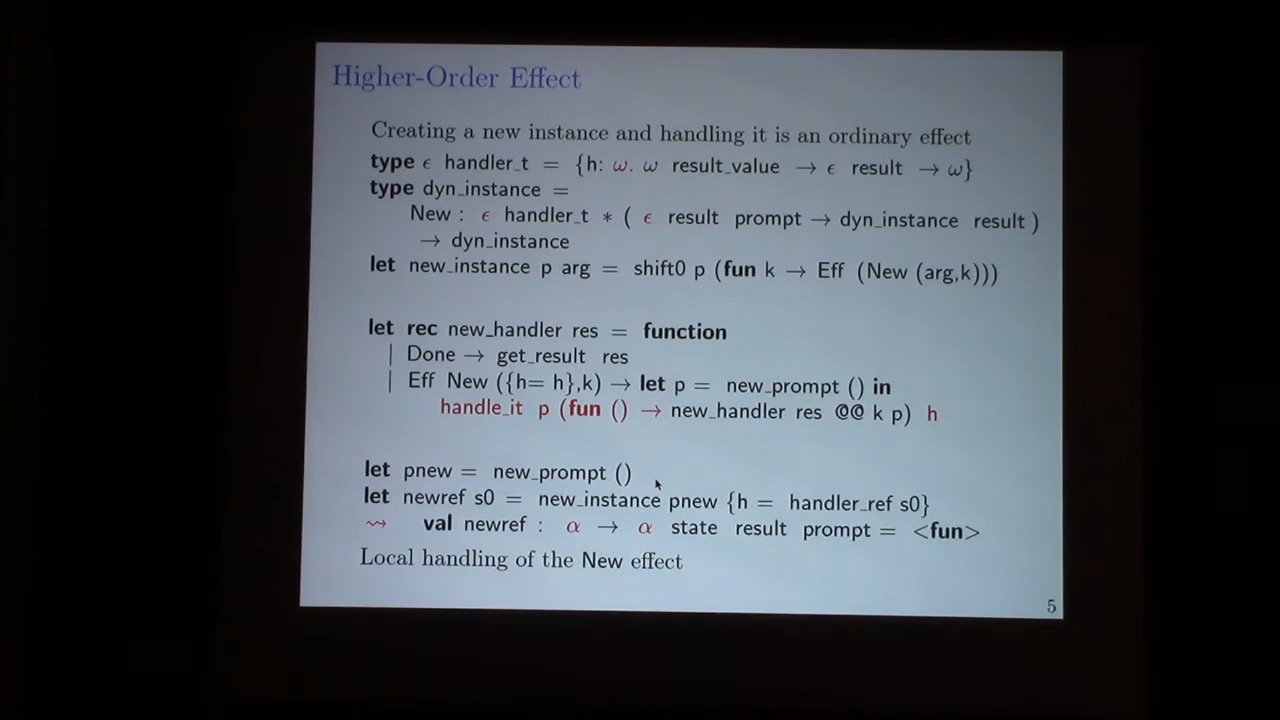 Higher-Order Effect
Creating a new instance and handling it is an ordinary effect
type ϵ handler_t = {h: ω. ω result_value → ϵ result → ω}
type dyn_instance =
New : ϵ handler_t * ( ϵ result prompt → dyn_instance result )
→ dyn_instance
let new_instance p arg = shift0 p (fun k → Eff (New (arg,k)))
let rec new_handler res = function
| Done → get_result res
| Eff New ({h= h},k) → let p = new_prompt () in
handle_it p (fun () → new_handler res @@ k p) h
let pnew = new_prompt ()
let newref s0 = new_instance pnew {h = handler_ref s0}
⇝ val newref : α → α state result prompt = <fun>
Local handling of the New effect
5